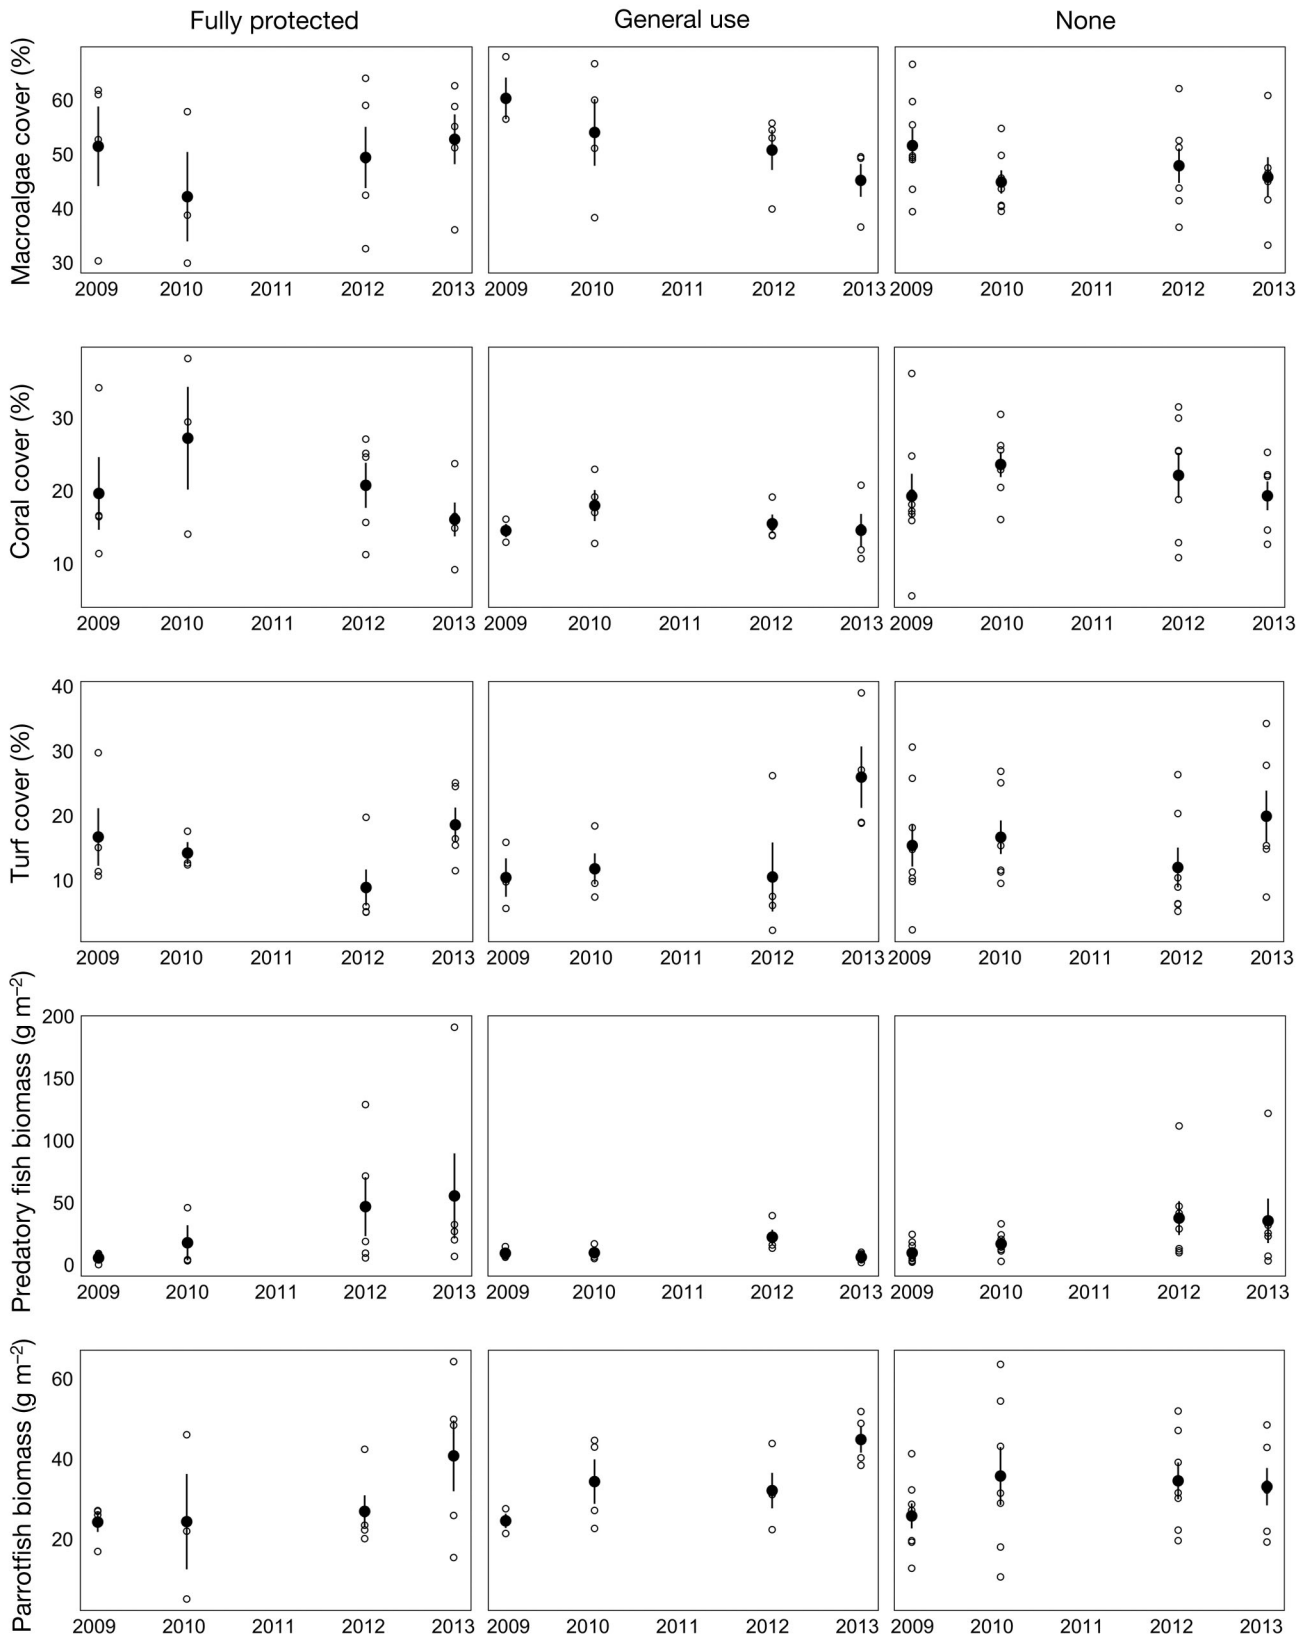 Fully protected General use None
Macroalgae cover (%)
60
50
40
30
2009 2010 2011 2012 2013 2009 2010 2011 2012 2013 2009 2010 2011 2012 2013
Coral cover (%)
30
20
10
2009 2010 2011 2012 2013 2009 2010 2011 2012 2013 2009 2010 2011 2012 2013
Turf cover (%)
40
30
20
10
2009 2010 2011 2012 2013 2009 2010 2011 2012 2013 2009 2010 2011 2012 2013
Predatory fish biomass (g m⁻²)
200
150
100
50
0
2009 2010 2011 2012 2013 2009 2010 2011 2012 2013 2009 2010 2011 2012 2013
Parrotfish biomass (g m⁻²)
60
40
20
2009 2010 2011 2012 2013 2009 2010 2011 2012 2013 2009 2010 2011 2012 2013